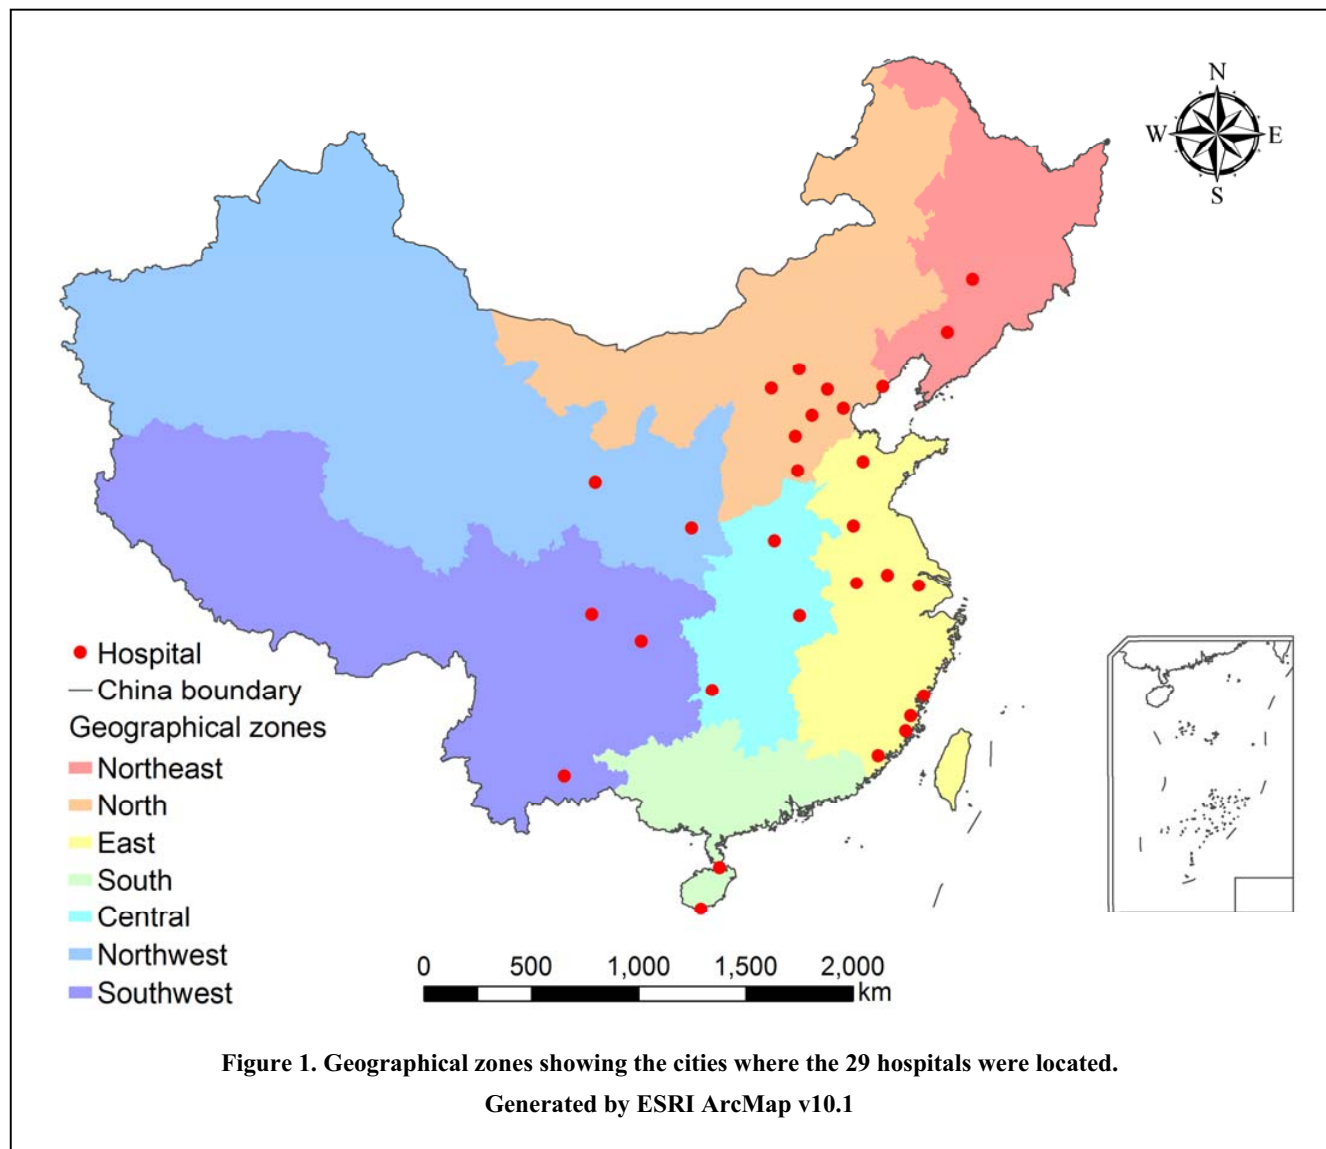 N
W E
S
Hospital
China boundary
Geographical zones
Northeast
North
East
South
Central
Northwest
Southwest
0 500 1,000 1,500 2,000
km
Figure 1. Geographical zones showing the cities where the 29 hospitals were located.
Generated by ESRI ArcMap v10.1